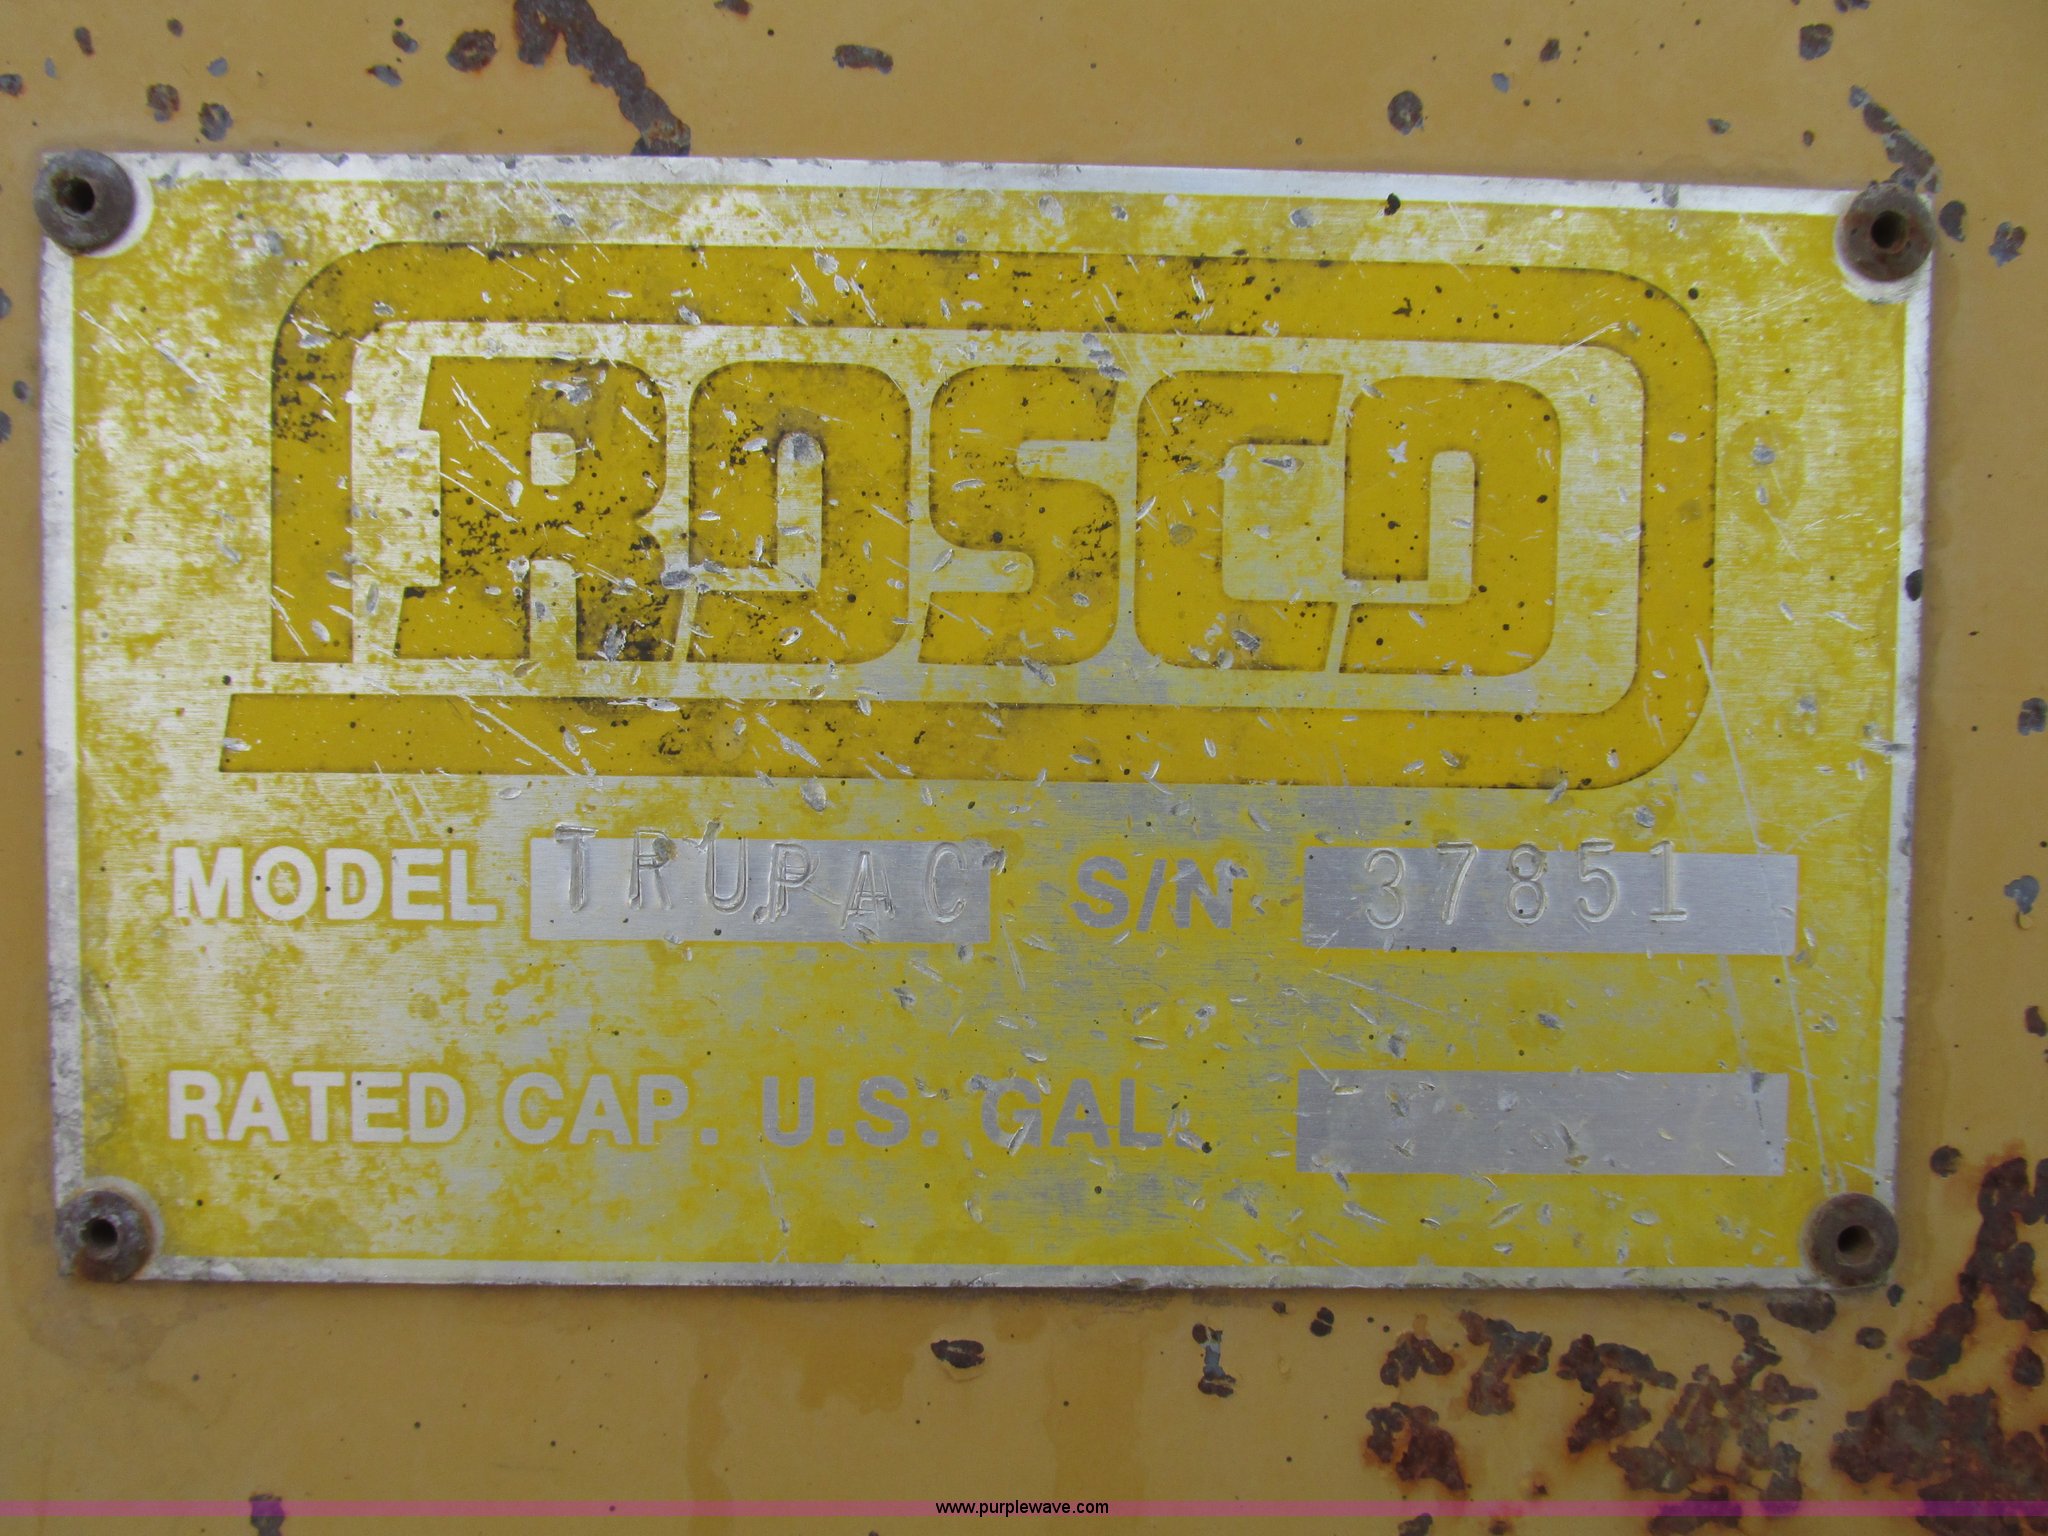 ROSCO
MODEL TRUPAC S/N 37851
RATED CAP. U.S. GAL.
www.purplewave.com